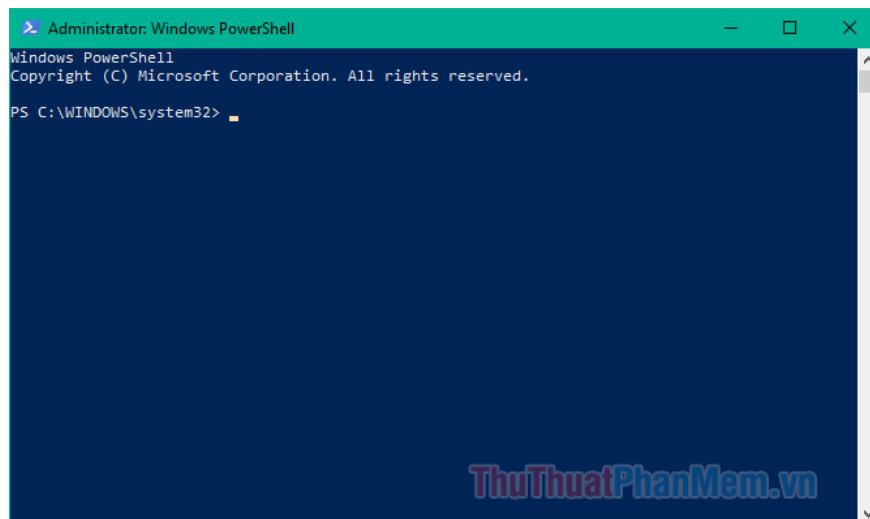 Administrator: Windows PowerShell
Windows PowerShell
Copyright (C) Microsoft Corporation. All rights reserved.
PS C:\WINDOWS\system32>
ThuThuatPhanMem.vn